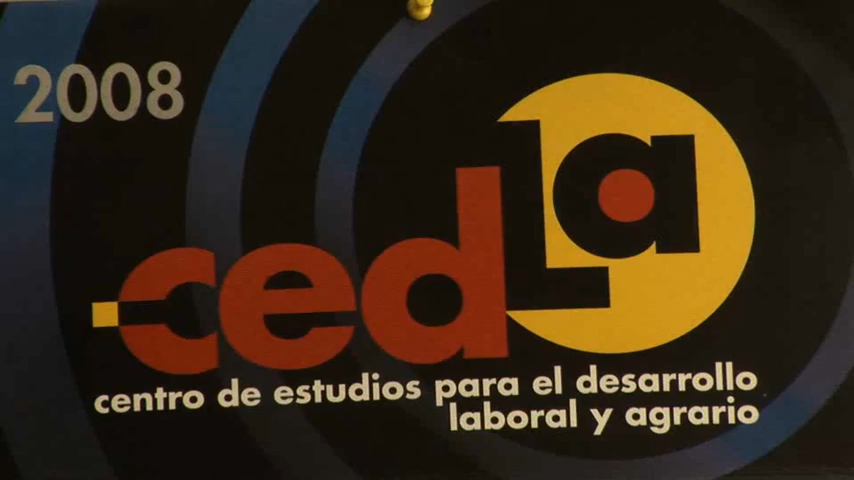 2008
cedLa
centro de estudios para el desarrollo
laboral y agrario